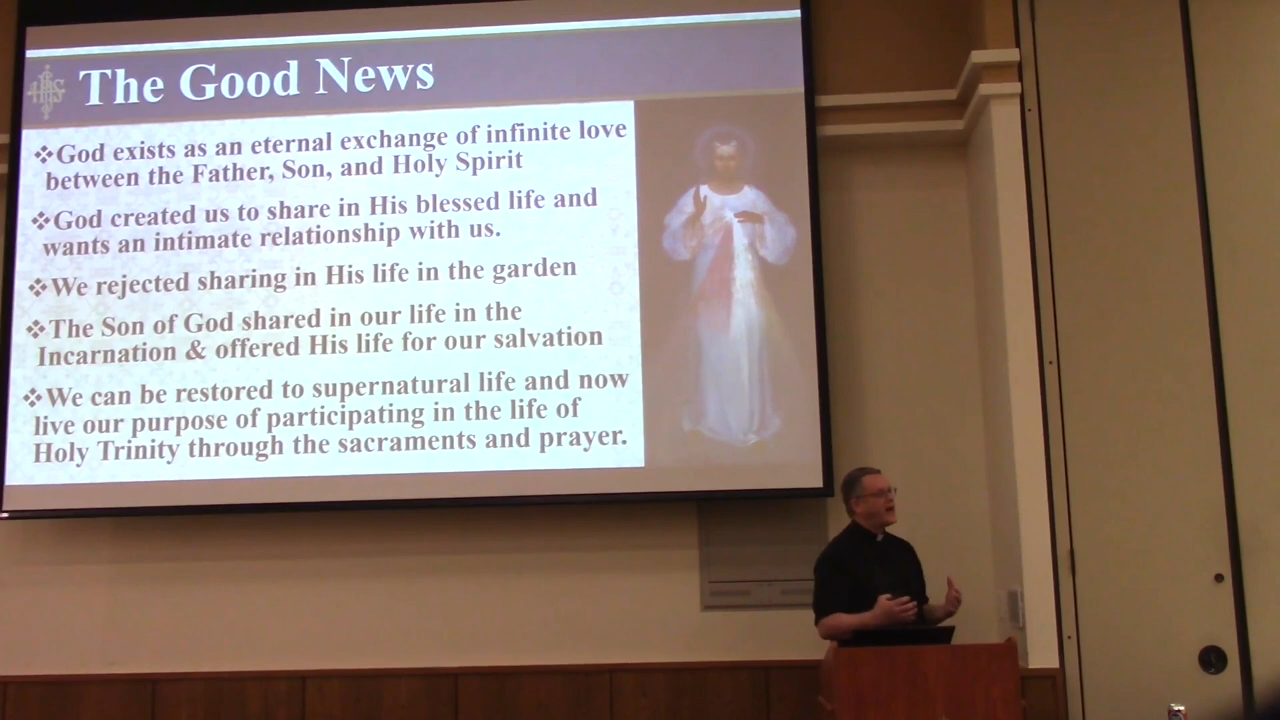 IHS The Good News
❖God exists as an eternal exchange of infinite love
between the Father, Son, and Holy Spirit
❖God created us to share in His blessed life and
wants an intimate relationship with us.
❖We rejected sharing in His life in the garden
❖The Son of God shared in our life in the
Incarnation & offered His life for our salvation
❖We can be restored to supernatural life and now
live our purpose of participating in the life of
Holy Trinity through the sacraments and prayer.